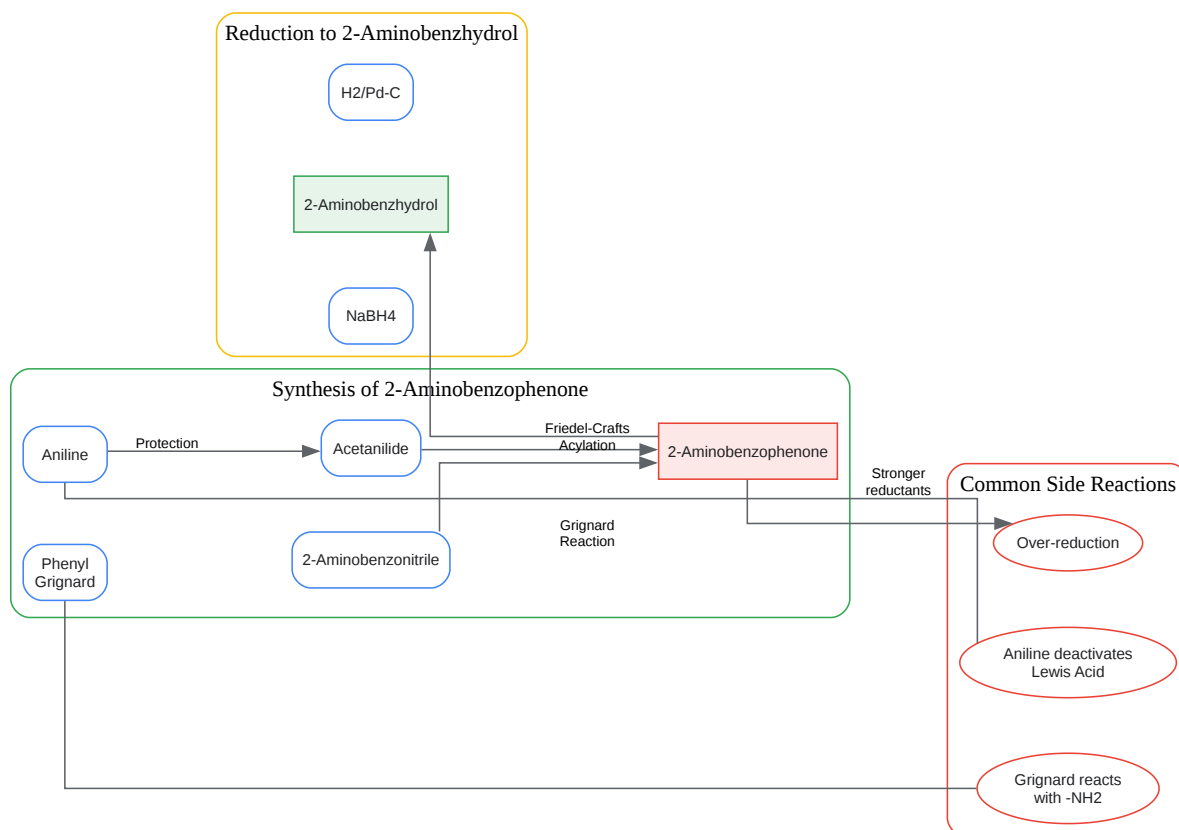 Reduction to 2-Aminobenzhydrol
H2/Pd-C
2-Aminobenzhydrol
NaBH4
Synthesis of 2-Aminobenzophenone
Aniline
Protection
Acetanilide
Friedel-Crafts
Acylation
2-Aminobenzophenone
Phenyl
Grignard
2-Aminobenzonitrile
Grignard
Reaction
Stronger
reductants
Common Side Reactions
Over-reduction
Aniline deactivates
Lewis Acid
Grignard reacts
with -NH2